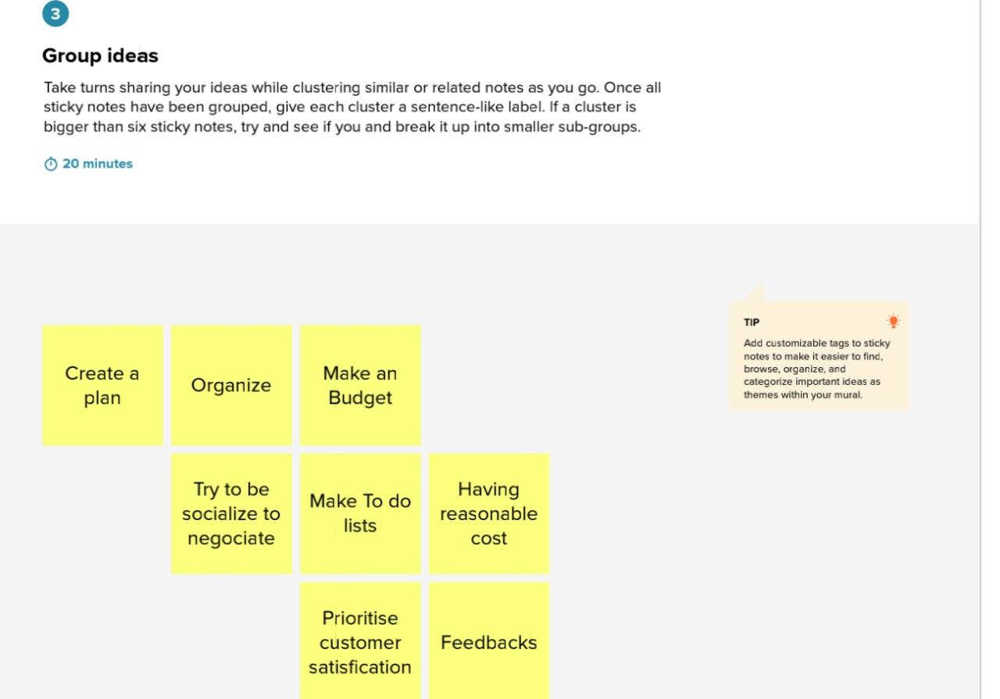 3
Group ideas
Take turns sharing your ideas while clustering similar or related notes as you go. Once all
sticky notes have been grouped, give each cluster a sentence-like label. If a cluster is
bigger than six sticky notes, try and see if you and break it up into smaller sub-groups.
20 minutes
TIP
Add customizable tags to sticky
notes to make it easier to find,
browse, organize, and
categorize important ideas as
themes within your mural.
Create a
plan
Organize
Make an
Budget
Try to be
socialize to
negociate
Make To do
lists
Having
reasonable
cost
Prioritise
customer
satisfication
Feedbacks